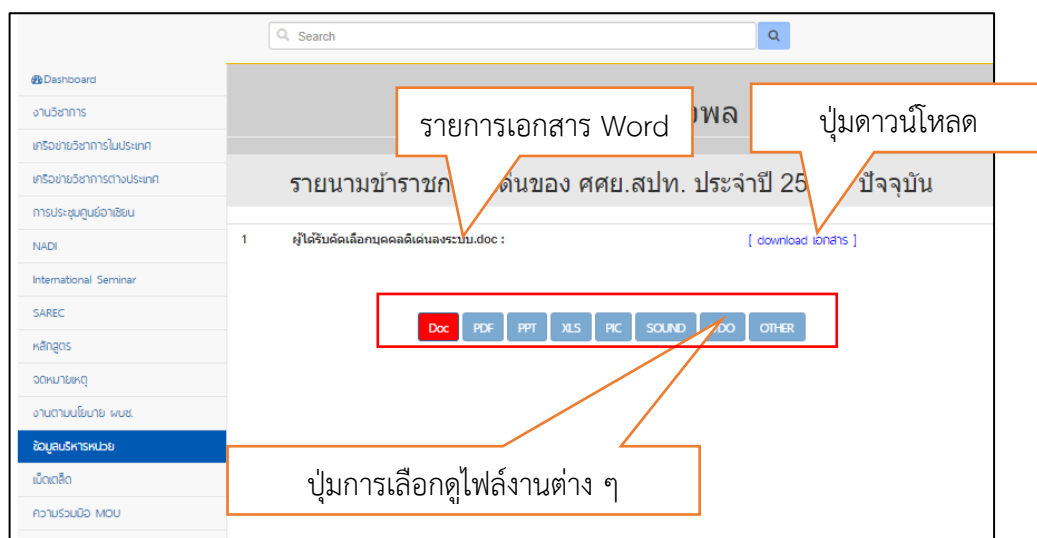 Search
Dashboard
งานวิชาการ
เครือข่ายวิชาการในประเทศ
เครือข่ายวิชาการต่างประเทศ
การประชุมศูนย์อาเซียน
NADI
International Seminar
SAREC
หลักสูตร
จดหมายเหตุ
งานตามนโยบาย ผบช.
ข้อมูลบริหารหน่วย
เบ็ดเตล็ด
ความร่วมมือ MOU
รายการเอกสาร Word
ปุ่มดาวน์โหลด
รายนามข้าราชก ของ ศศย.สปท. ประจำปี 25 ปัจจุบัน
1 ผู้ได้รับคัดเลือกบุคคลดีเด่นลงระบบ.doc : [ download เอกสาร ]
Doc PDF PPT XLS PIC SOUND OTHER
ปุ่มการเลือกดูไฟล์งานต่าง ๆ